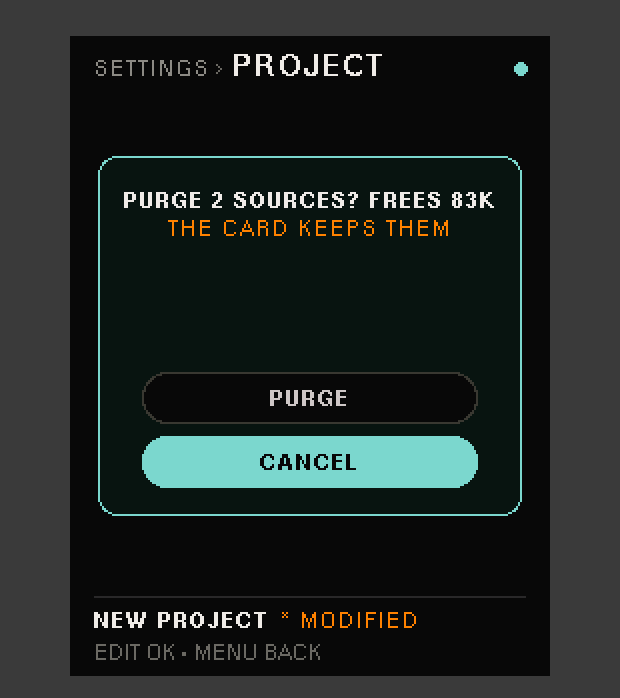 SETTINGS › PROJECT
PURGE 2 SOURCES? FREES 83K
THE CARD KEEPS THEM
PURGE
CANCEL
NEW PROJECT * MODIFIED
EDIT OK · MENU BACK